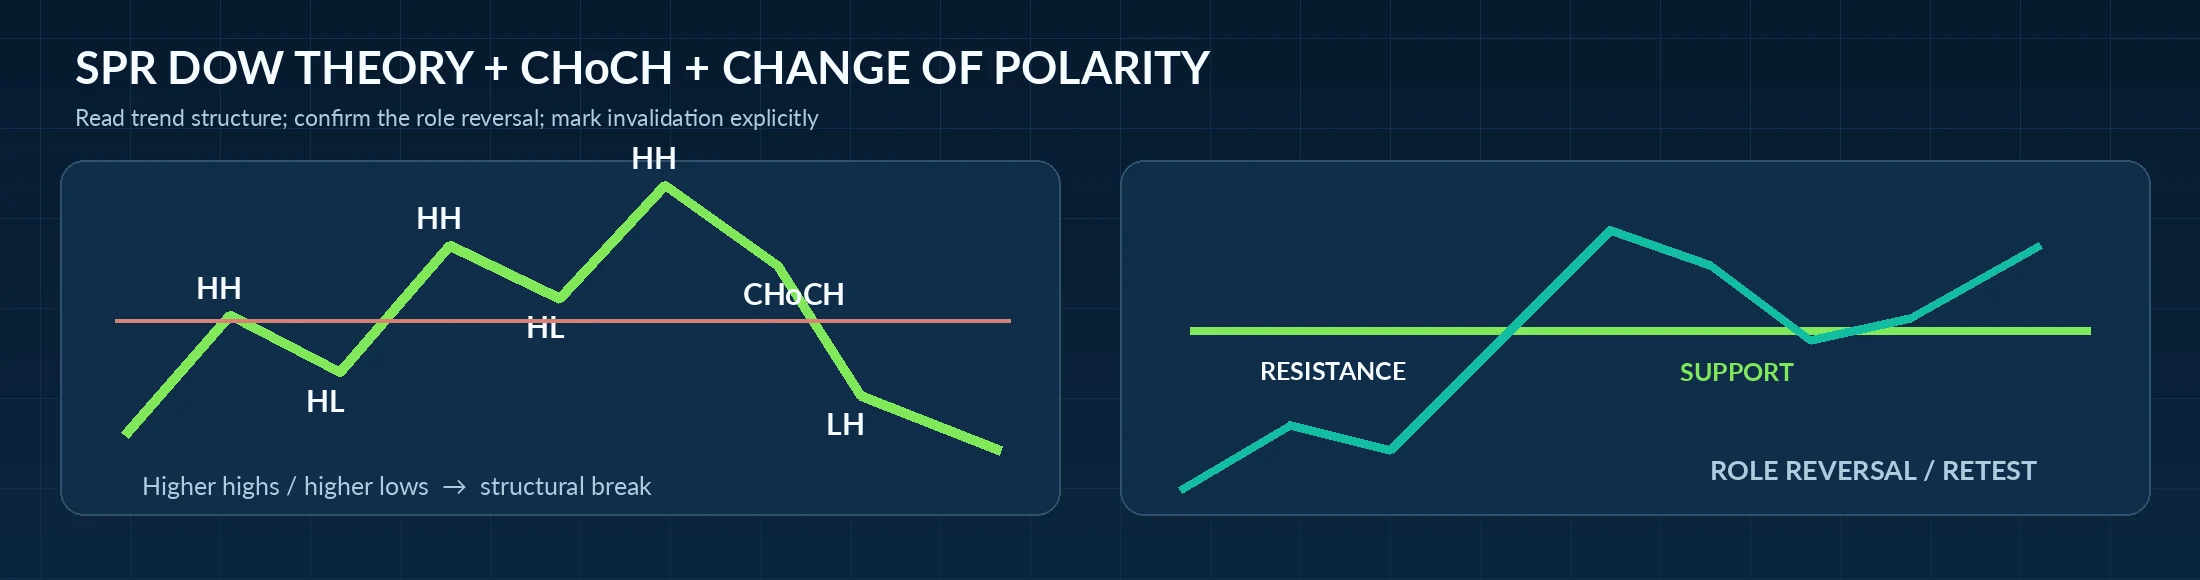 SPR DOW THEORY + CHoCH + CHANGE OF POLARITY
Read trend structure; confirm the role reversal; mark invalidation explicitly
HH
HH
HH
CHoCH
HL
HL
LH
Higher highs / higher lows → structural break
RESISTANCE
SUPPORT
ROLE REVERSAL / RETEST